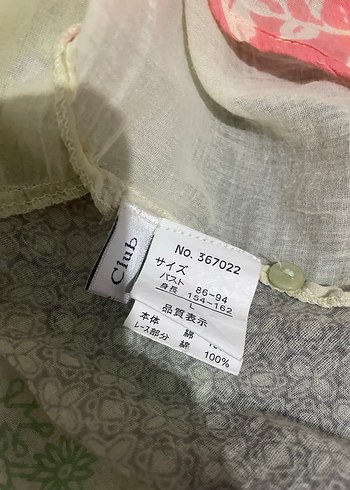 Club
No. 367022
サイズ
バスト 86-94
身長 154-162
L
品質表示
本体 綿
レース部分 綿 100%